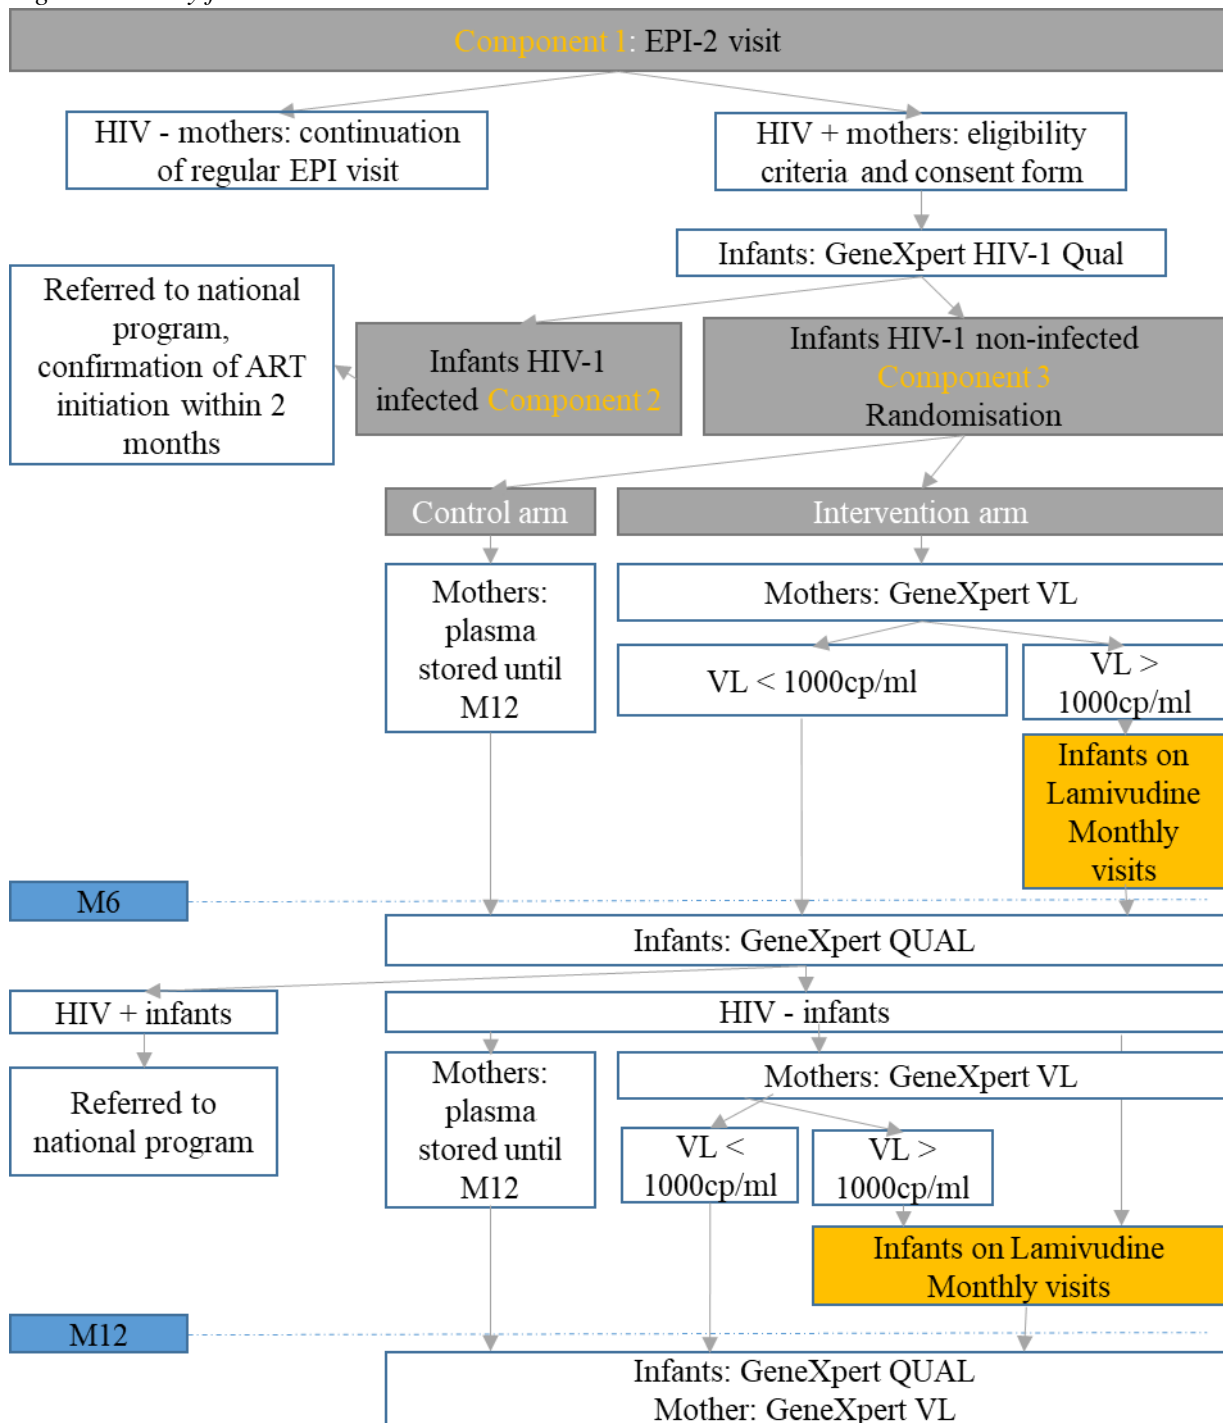 Component 1: EPI-2 visit
HIV - mothers: continuation
of regular EPI visit
HIV + mothers: eligibility
criteria and consent form
Infants: GeneXpert HIV-1 Qual
Referred to national
program,
confirmation of ART
initiation within 2
months
Infants HIV-1
infected Component 2
Infants HIV-1 non-infected
Component 3
Randomisation
Control arm
Intervention arm
Mothers:
plasma
stored until
M12
Mothers: GeneXpert VL
VL < 1000cp/ml
VL >
1000cp/ml
Infants on
Lamivudine
Monthly
visits
M6
Infants: GeneXpert QUAL
HIV + infants
HIV - infants
Referred to
national program
Mothers:
plasma
stored until
M12
Mothers: GeneXpert VL
VL <
1000cp/ml
VL >
1000cp/ml
Infants on Lamivudine
Monthly visits
M12
Infants: GeneXpert QUAL
Mother: GeneXpert VL